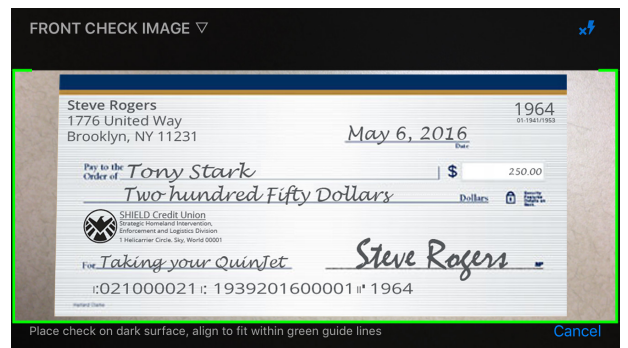 FRONT CHECK IMAGE ▽
Steve Rogers 1964
1776 United Way 01-1941/1953
Brooklyn, NY 11231 May 6, 2016
Date
Pay to the
Order of Tony Stark $ 250.00
Two hundred Fifty Dollars Dollars
SHIELD Credit Union
Strategic Homeland Intervention,
Enforcement and Logistics Division
1 Helicarrier Circle. Sky, World 00001
For Taking your QuinJet Steve Rogers MP
⑆021000021⑆ 1939201600001⑈ 1964
Harland Clarke
Place check on dark surface, align to fit within green guide lines Cancel